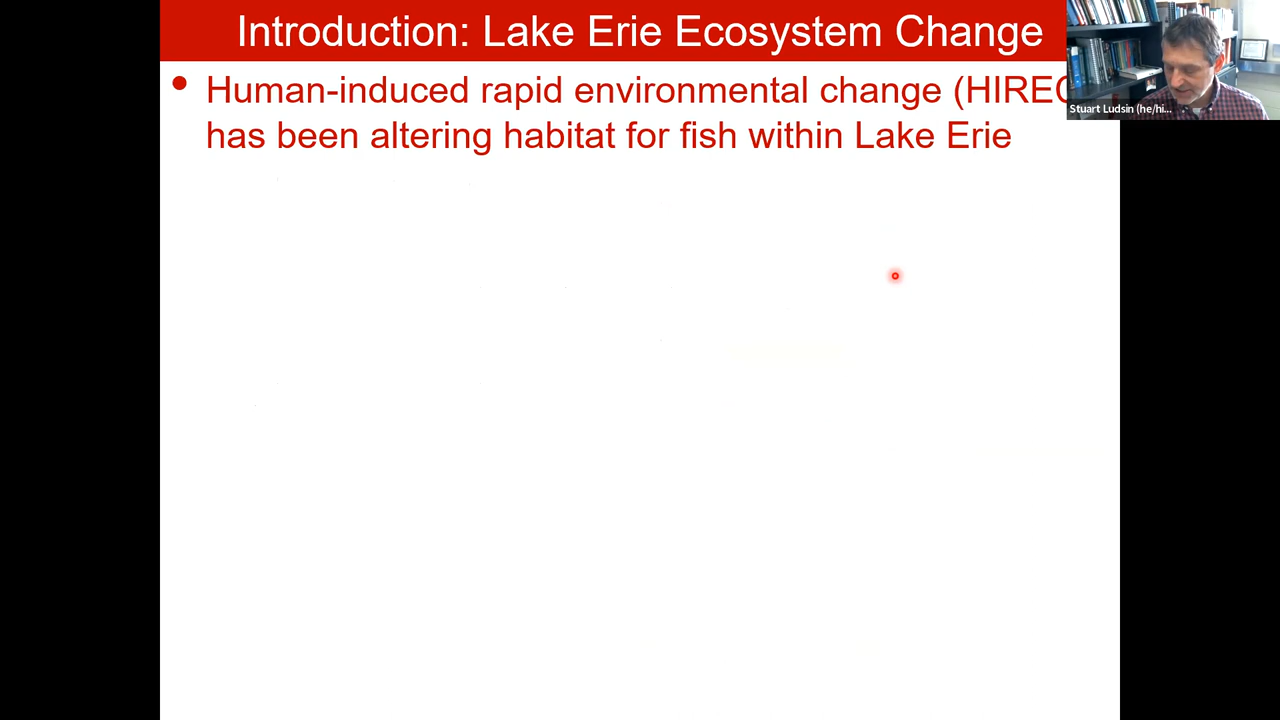 Introduction: Lake Erie Ecosystem Change
• Human-induced rapid environmental change (HIREC
has been altering habitat for fish within Lake Erie
Stuart Ludsin (he/hi...